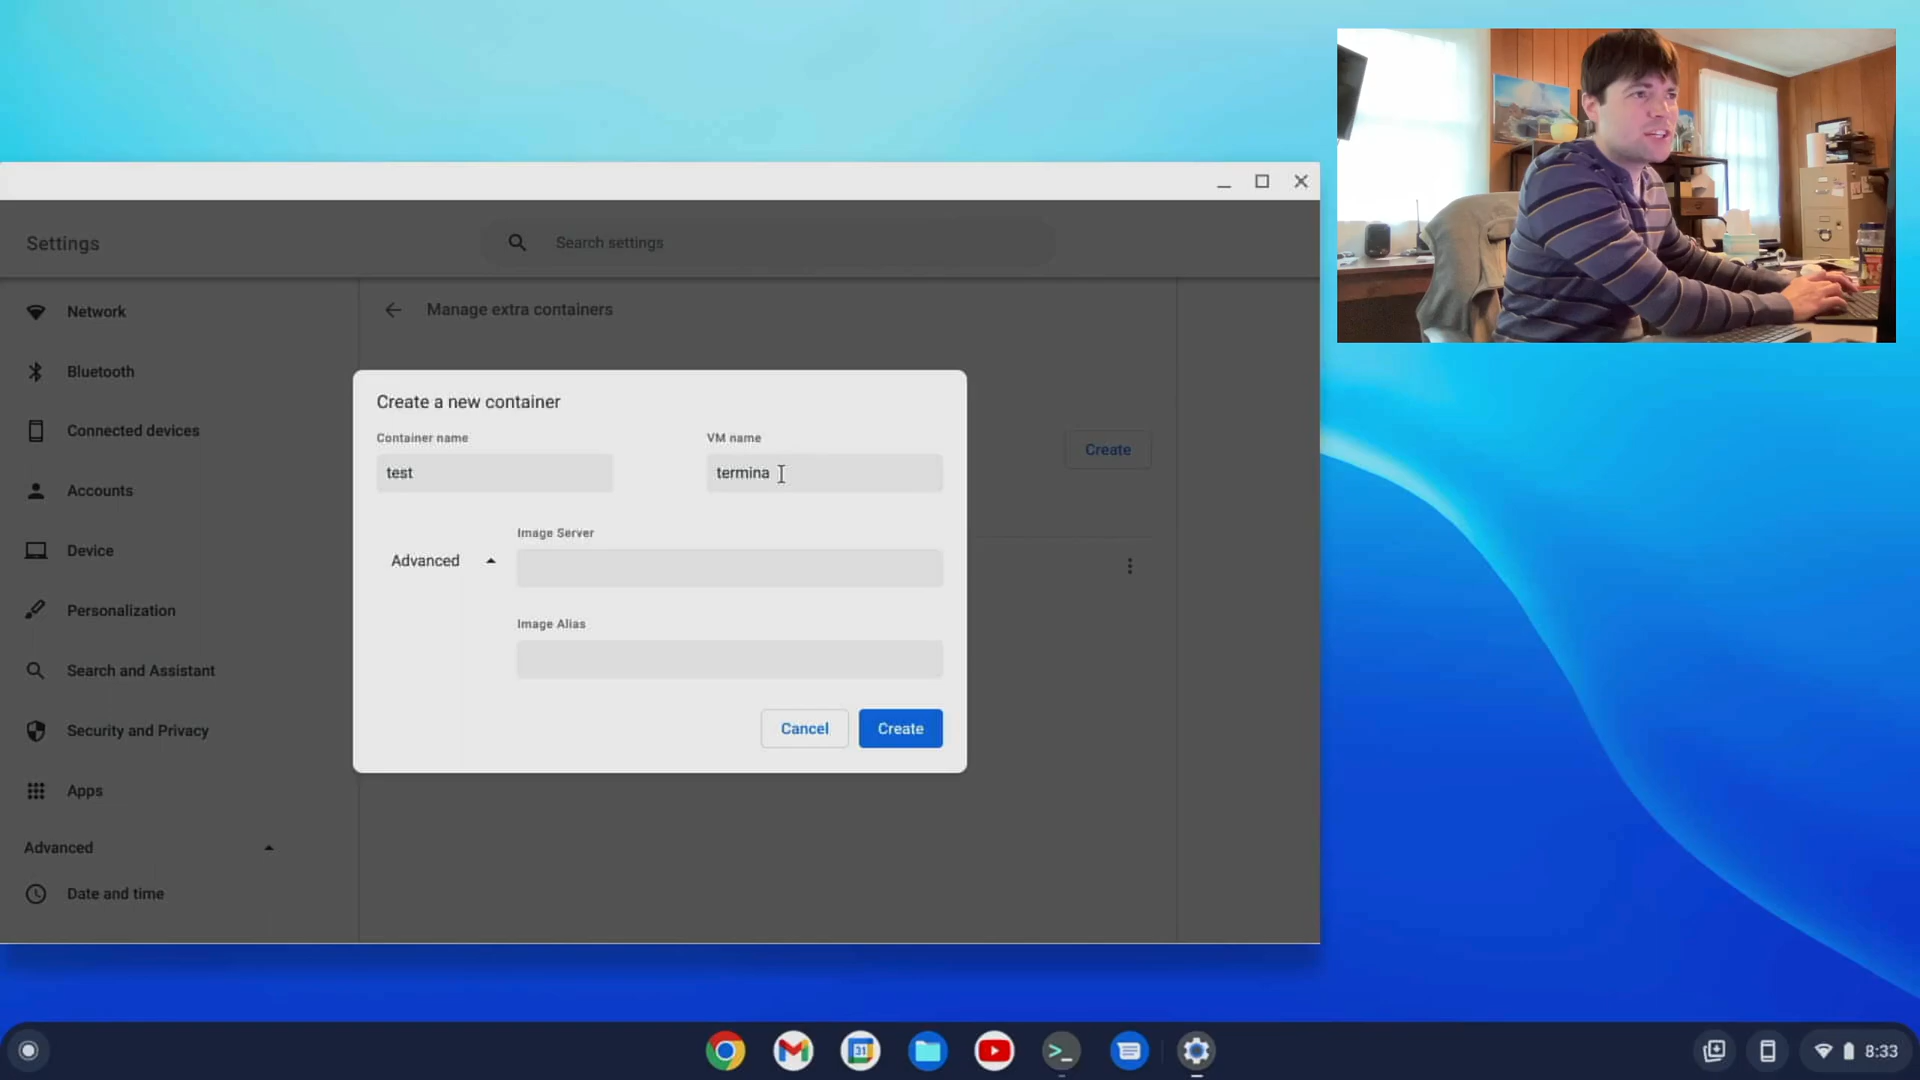 Settings
Search settings
Network
Bluetooth
Connected devices
Accounts
Device
Personalization
Search and Assistant
Security and Privacy
Apps
Advanced
Date and time
Manage extra containers
Create
Create a new container
Container name
VM name
test
termina
Advanced
Image Server
Image Alias
Cancel
Create
31
8:33